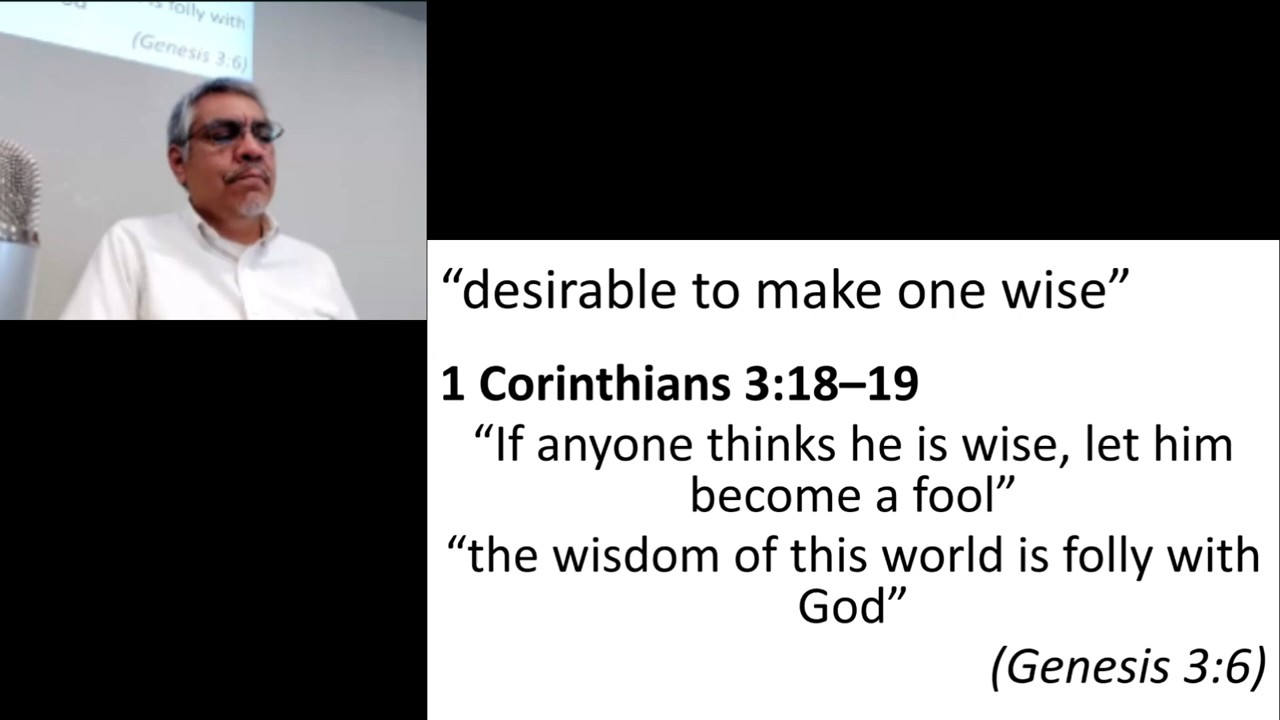 is folly with
(Genesis 3:6)
“desirable to make one wise”
1 Corinthians 3:18–19
“If anyone thinks he is wise, let him
become a fool”
“the wisdom of this world is folly with
God”
(Genesis 3:6)